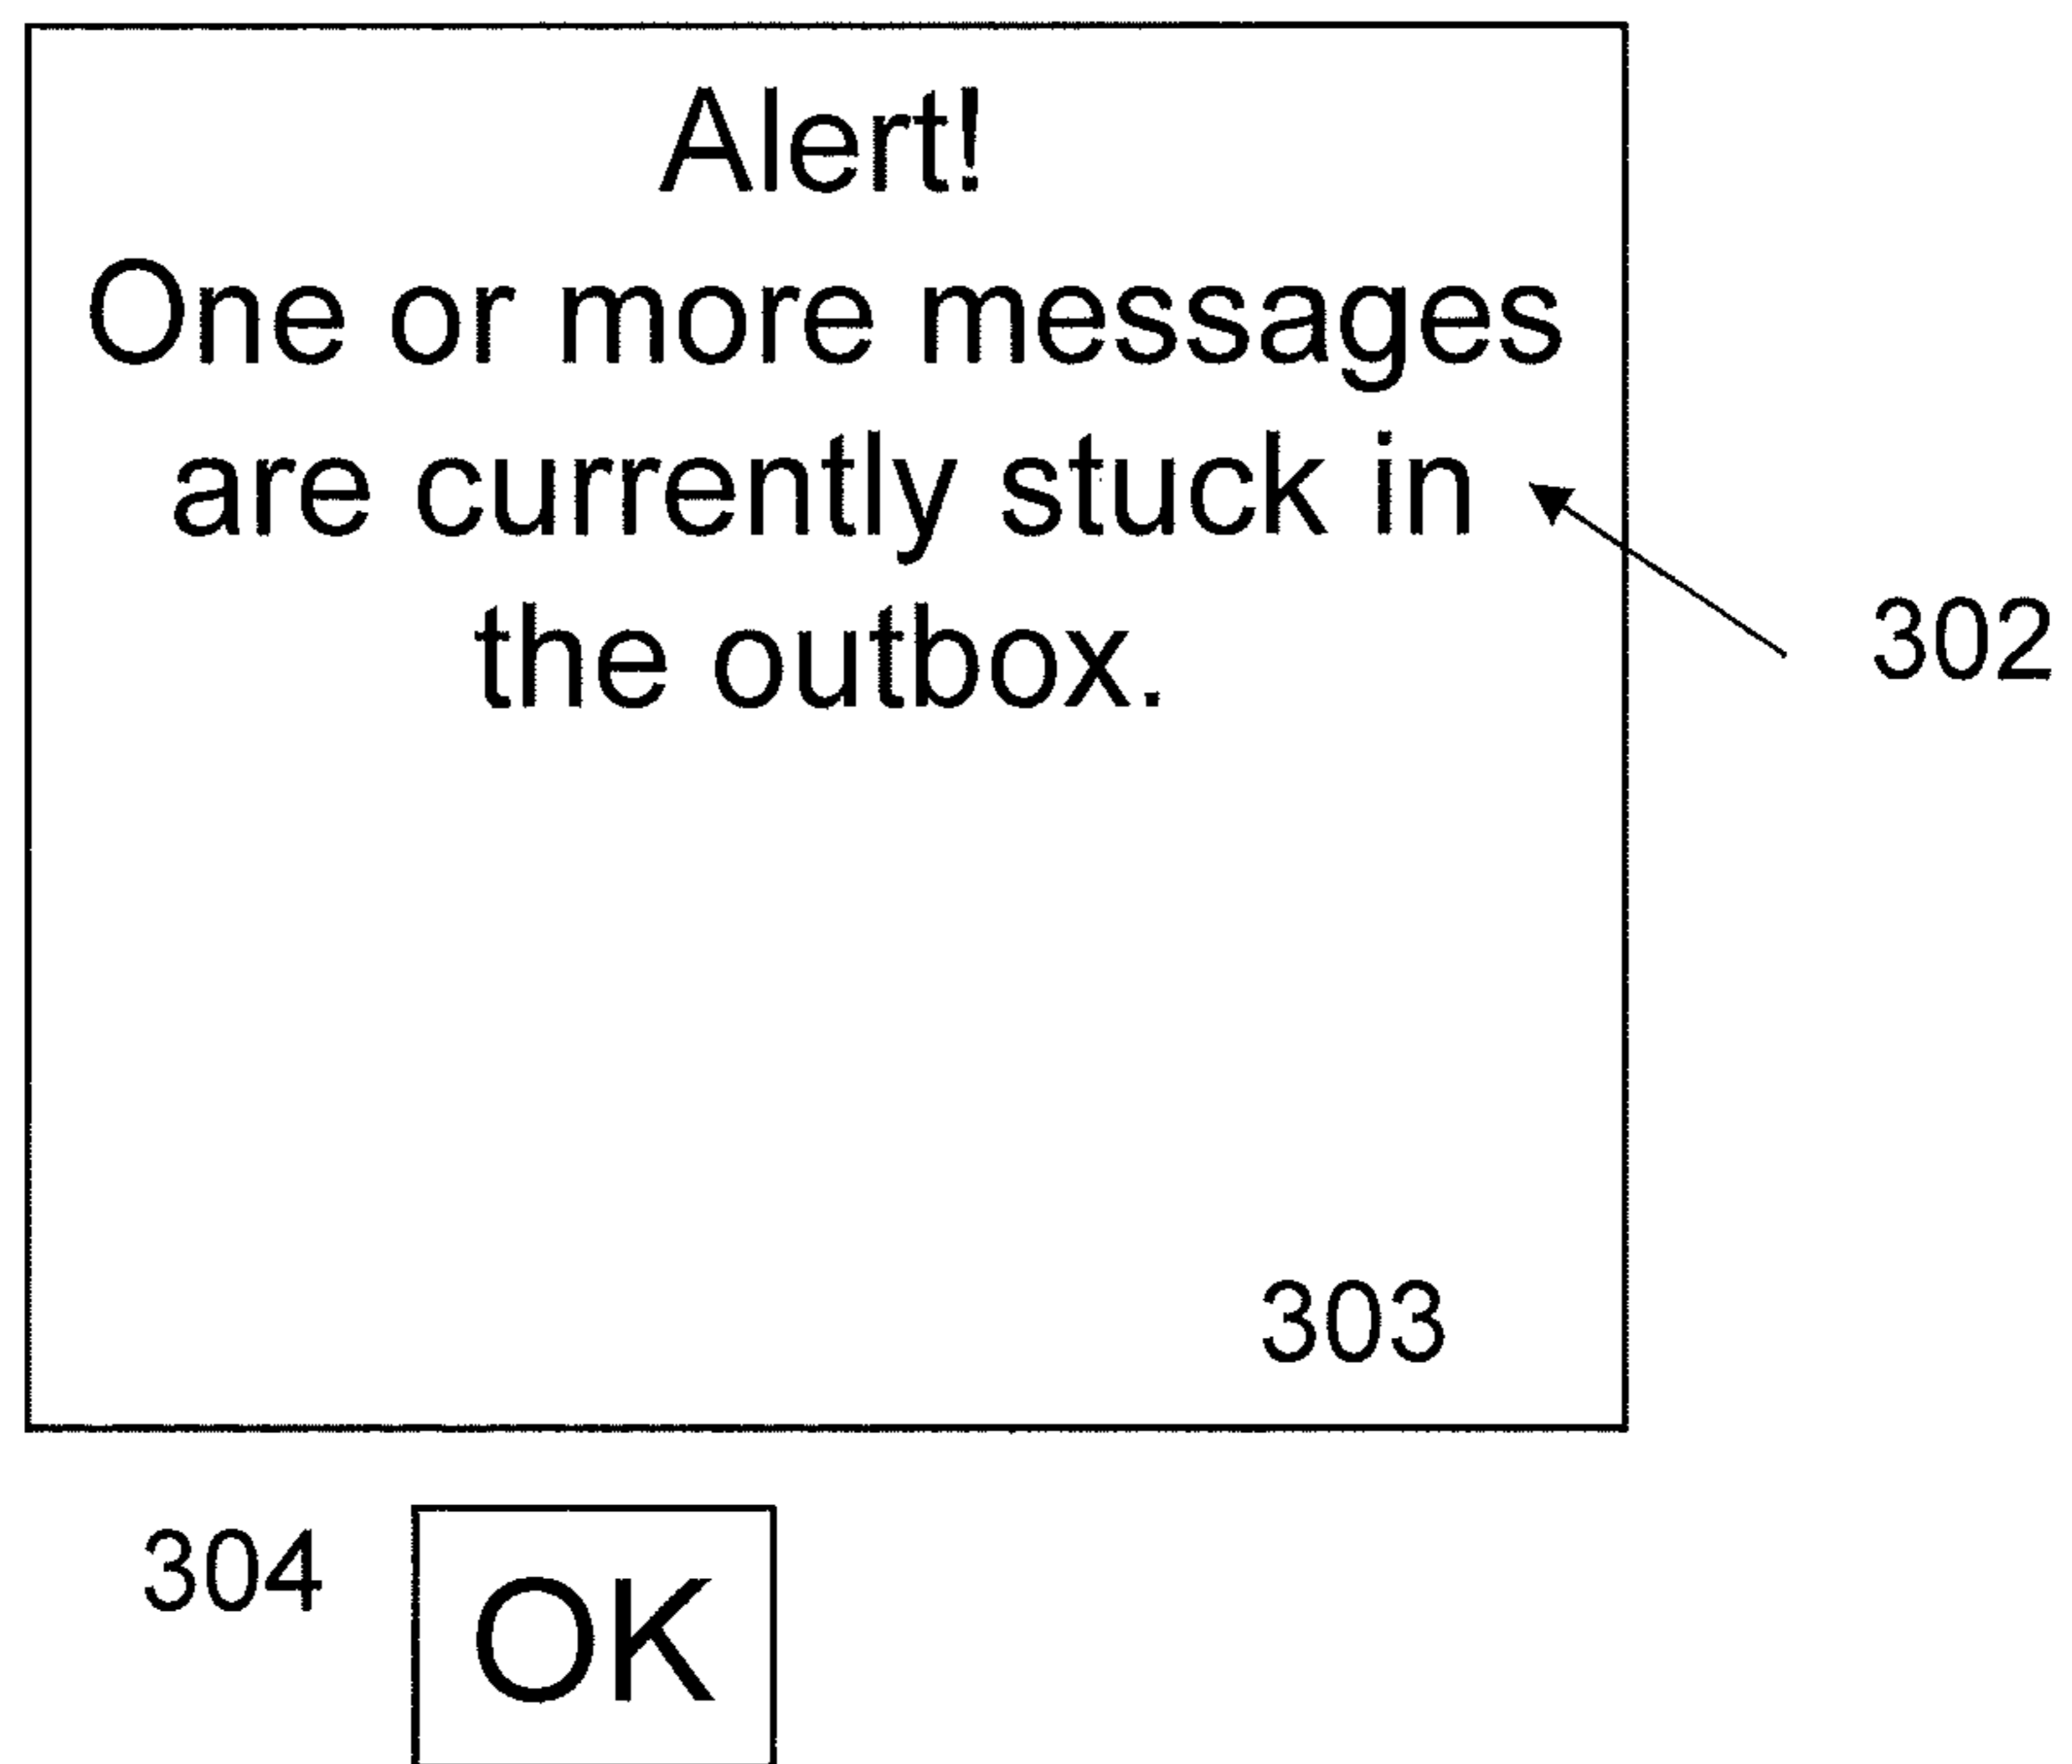 Alert!
One or more messages
are currently stuck in
the outbox.
302
303
304
OK